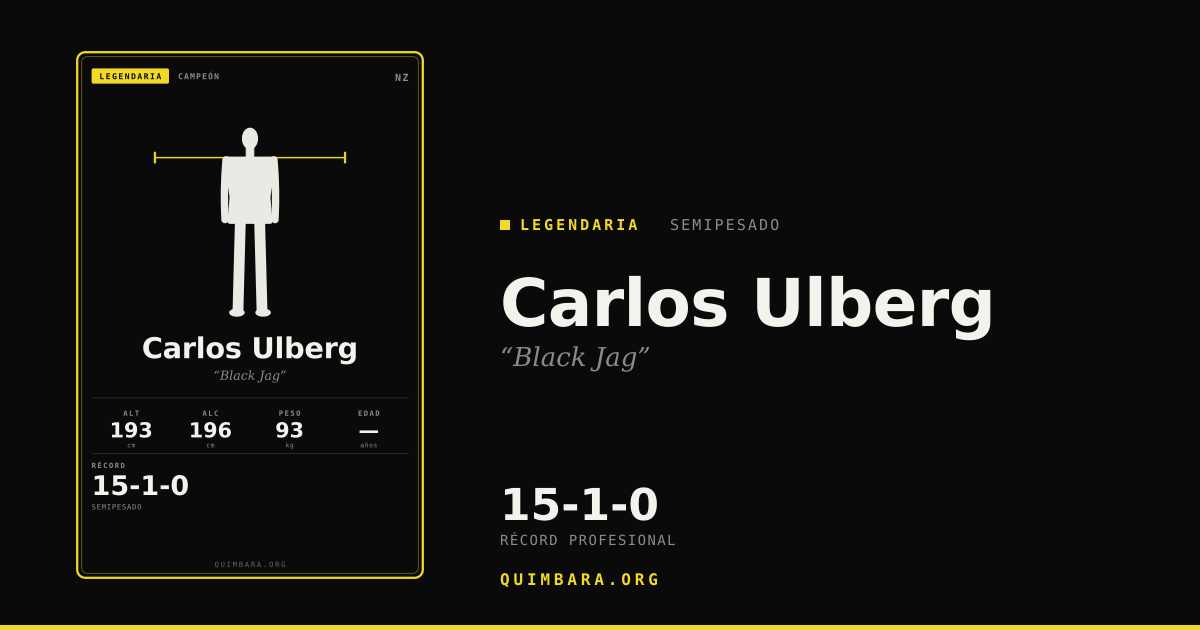 LEGENDARIA CAMPEÓN NZ
Carlos Ulberg
“Black Jag”
ALT ALC PESO EDAD
193 196 93 —
cm cm kg años
RÉCORD
15-1-0
SEMIPESADO
QUIMBARA.ORG
LEGENDARIA SEMIPESADO
Carlos Ulberg
“Black Jag”
15-1-0
RÉCORD PROFESIONAL
QUIMBARA.ORG